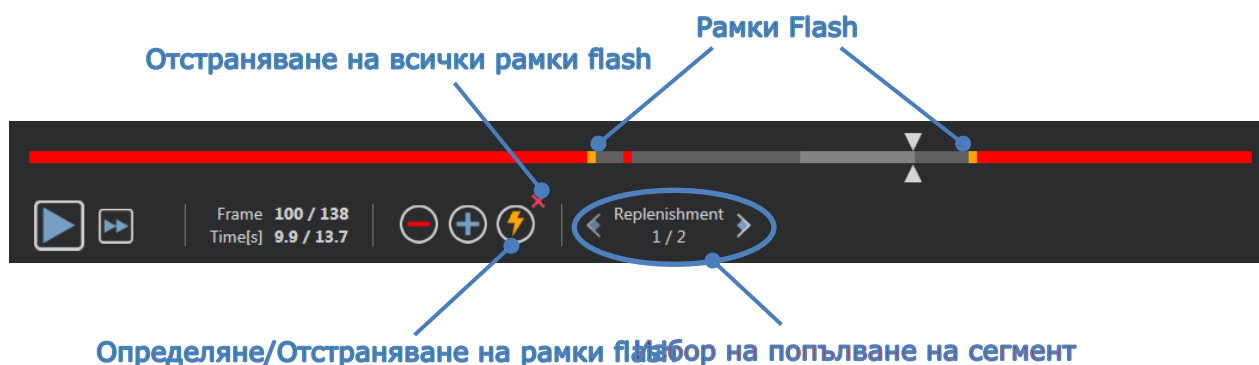 Рамки Flash
Отстраняване на всички рамки flash
Frame 100 / 138
Time[s] 9.9 / 13.7
Replenishment
1 / 2
Определяне/Отстраняване на рамки flash
Избор на попълване на сегмент